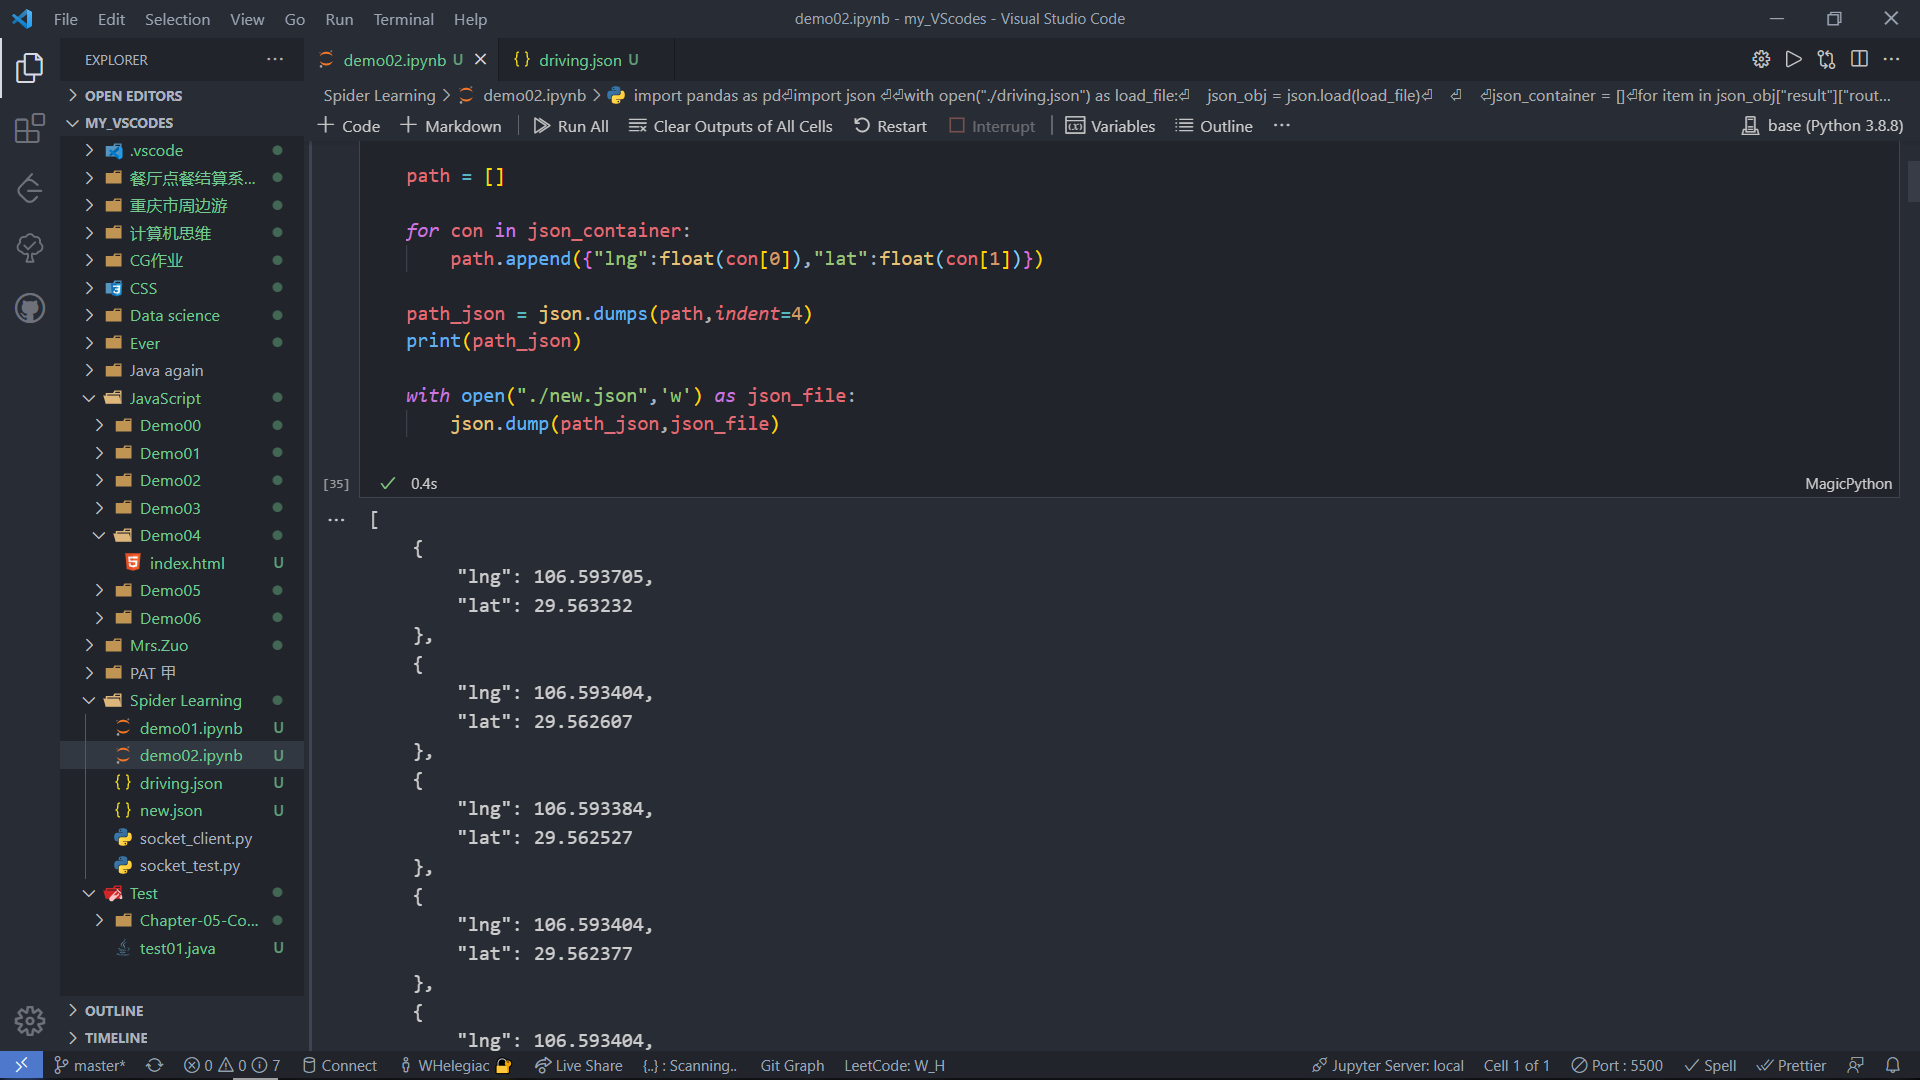 File Edit Selection View Go Run Terminal Help
demo02.ipynb - my_VScodes - Visual Studio Code
EXPLORER
OPEN EDITORS
MY_VSCODES
.vscode
餐厅点餐结算系...
重庆市周边游
计算机思维
CG作业
CSS
Data science
Ever
Java again
JavaScript
Demo00
Demo01
Demo02
Demo03
Demo04
index.html U
Demo05
Demo06
Mrs.Zuo
PAT 甲
Spider Learning
demo01.ipynb U
demo02.ipynb U
driving.json U
new.json U
socket_client.py
socket_test.py
Test
Chapter-05-Co...
test01.java U
OUTLINE
TIMELINE
demo02.ipynb U
driving.json U
Spider Learning > demo02.ipynb > import pandas as pd⏎import json ⏎⏎with open("./driving.json") as load_file:⏎ json_obj = json.load(load_file)⏎ ⏎ ⏎json_container = []⏎for item in json_obj["result"]["rout...
+ Code + Markdown Run All Clear Outputs of All Cells Restart Interrupt Variables Outline ... base (Python 3.8.8)
path = []
for con in json_container:
path.append({"lng":float(con[0]),"lat":float(con[1])})
path_json = json.dumps(path,indent=4)
print(path_json)
with open("./new.json",'w') as json_file:
json.dump(path_json,json_file)
[35] 0.4s MagicPython
[
{
"lng": 106.593705,
"lat": 29.563232
},
{
"lng": 106.593404,
"lat": 29.562607
},
{
"lng": 106.593384,
"lat": 29.562527
},
{
"lng": 106.593404,
"lat": 29.562377
},
{
"lng": 106.593404,
master* 0 0 7 Connect WHelegiac Live Share {..} : Scanning.. Git Graph LeetCode: W_H Jupyter Server: local Cell 1 of 1 Port : 5500 Spell Prettier